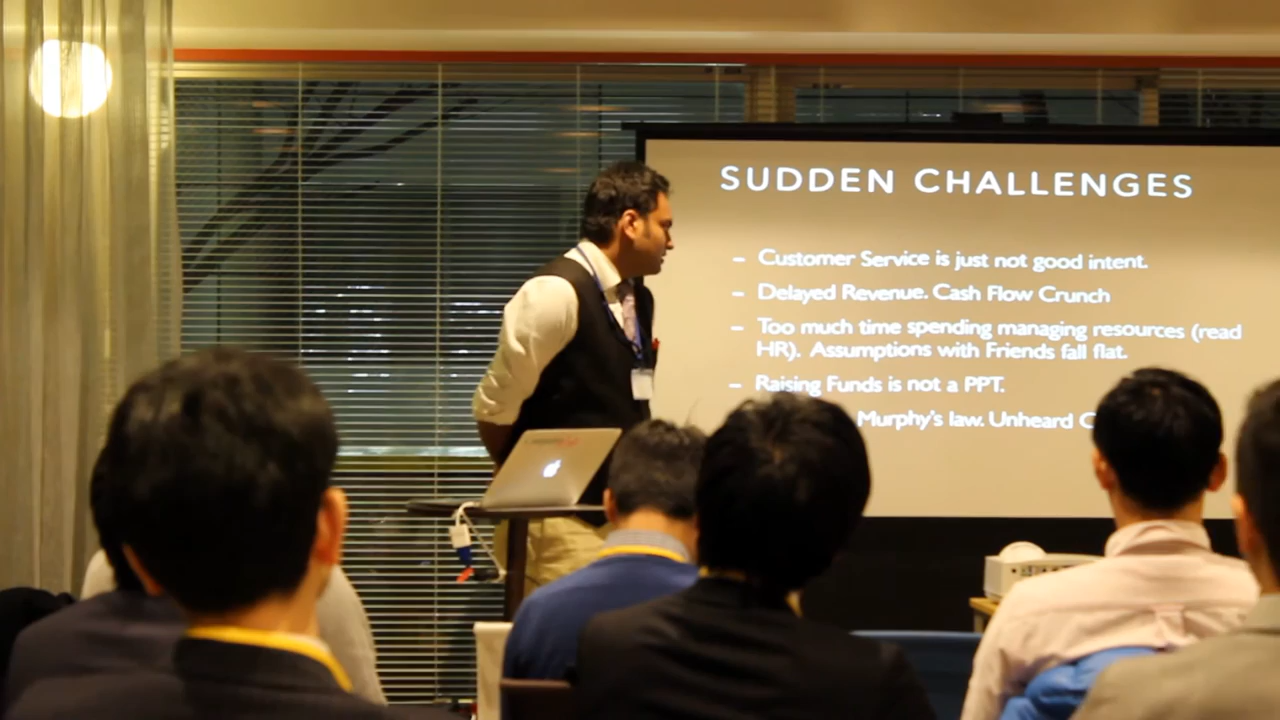 SUDDEN CHALLENGES
– Customer Service is just not good intent.
– Delayed Revenue. Cash Flow Crunch
– Too much time spending managing resources (read
HR). Assumptions with Friends fall flat.
– Raising Funds is not a PPT.
Murphy's law. Unheard